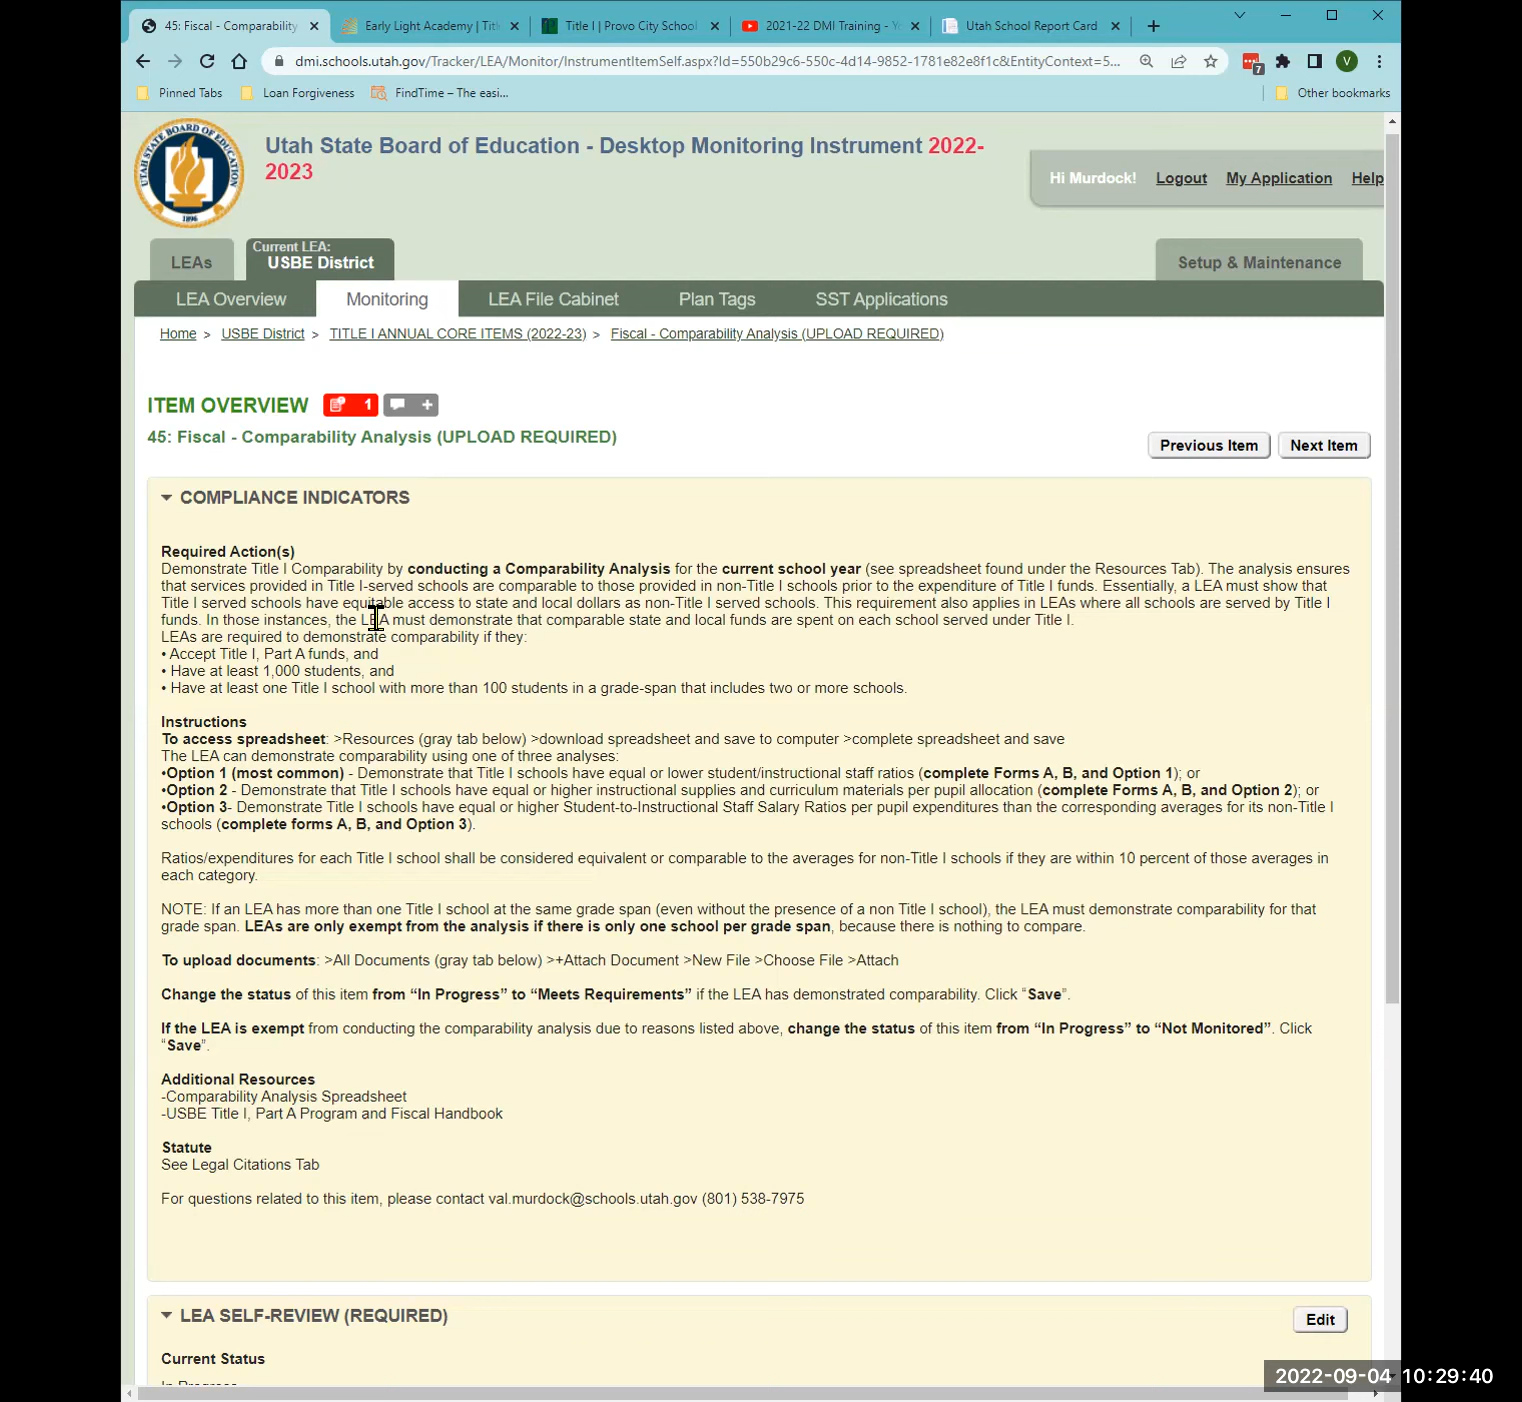 45: Fiscal - Comparability
Early Light Academy | Titl
Title I | Provo City School
2021-22 DMI Training - Y
Utah School Report Card
dmi.schools.utah.gov/Tracker/LEA/Monitor/InstrumentItemSelf.aspx?Id=550b29c6-550c-4d14-9852-1781e82e8f1c&EntityContext=5...
7
V
Pinned Tabs
Loan Forgiveness
FindTime – The easi...
Other bookmarks
UTAH STATE BOARD OF EDUCATION
1896
Utah State Board of Education - Desktop Monitoring Instrument 2022-
2023
Hi Murdock! Logout My Application Help
LEAs
Current LEA:
USBE District
Setup & Maintenance
LEA Overview Monitoring LEA File Cabinet Plan Tags SST Applications
Home > USBE District > TITLE I ANNUAL CORE ITEMS (2022-23) > Fiscal - Comparability Analysis (UPLOAD REQUIRED)
ITEM OVERVIEW 1 +
45: Fiscal - Comparability Analysis (UPLOAD REQUIRED)
Previous Item Next Item
COMPLIANCE INDICATORS
Required Action(s)
Demonstrate Title I Comparability by conducting a Comparability Analysis for the current school year (see spreadsheet found under the Resources Tab). The analysis ensures
that services provided in Title I-served schools are comparable to those provided in non-Title I schools prior to the expenditure of Title I funds. Essentially, a LEA must show that
Title I served schools have equitable access to state and local dollars as non-Title I served schools. This requirement also applies in LEAs where all schools are served by Title I
funds. In those instances, the LEA must demonstrate that comparable state and local funds are spent on each school served under Title I.
LEAs are required to demonstrate comparability if they:
• Accept Title I, Part A funds, and
• Have at least 1,000 students, and
• Have at least one Title I school with more than 100 students in a grade-span that includes two or more schools.
Instructions
To access spreadsheet: >Resources (gray tab below) >download spreadsheet and save to computer >complete spreadsheet and save
The LEA can demonstrate comparability using one of three analyses:
•Option 1 (most common) - Demonstrate that Title I schools have equal or lower student/instructional staff ratios (complete Forms A, B, and Option 1); or
•Option 2 - Demonstrate that Title I schools have equal or higher instructional supplies and curriculum materials per pupil allocation (complete Forms A, B, and Option 2); or
•Option 3- Demonstrate Title I schools have equal or higher Student-to-Instructional Staff Salary Ratios per pupil expenditures than the corresponding averages for its non-Title I
schools (complete forms A, B, and Option 3).
Ratios/expenditures for each Title I school shall be considered equivalent or comparable to the averages for non-Title I schools if they are within 10 percent of those averages in
each category.
NOTE: If an LEA has more than one Title I school at the same grade span (even without the presence of a non Title I school), the LEA must demonstrate comparability for that
grade span. LEAs are only exempt from the analysis if there is only one school per grade span, because there is nothing to compare.
To upload documents: >All Documents (gray tab below) >+Attach Document >New File >Choose File >Attach
Change the status of this item from “In Progress” to “Meets Requirements” if the LEA has demonstrated comparability. Click “Save”.
If the LEA is exempt from conducting the comparability analysis due to reasons listed above, change the status of this item from “In Progress” to “Not Monitored”. Click
“Save”.
Additional Resources
-Comparability Analysis Spreadsheet
-USBE Title I, Part A Program and Fiscal Handbook
Statute
See Legal Citations Tab
For questions related to this item, please contact val.murdock@schools.utah.gov (801) 538-7975
LEA SELF-REVIEW (REQUIRED)
Edit
Current Status
In Progress
2022-09-04 10:29:40